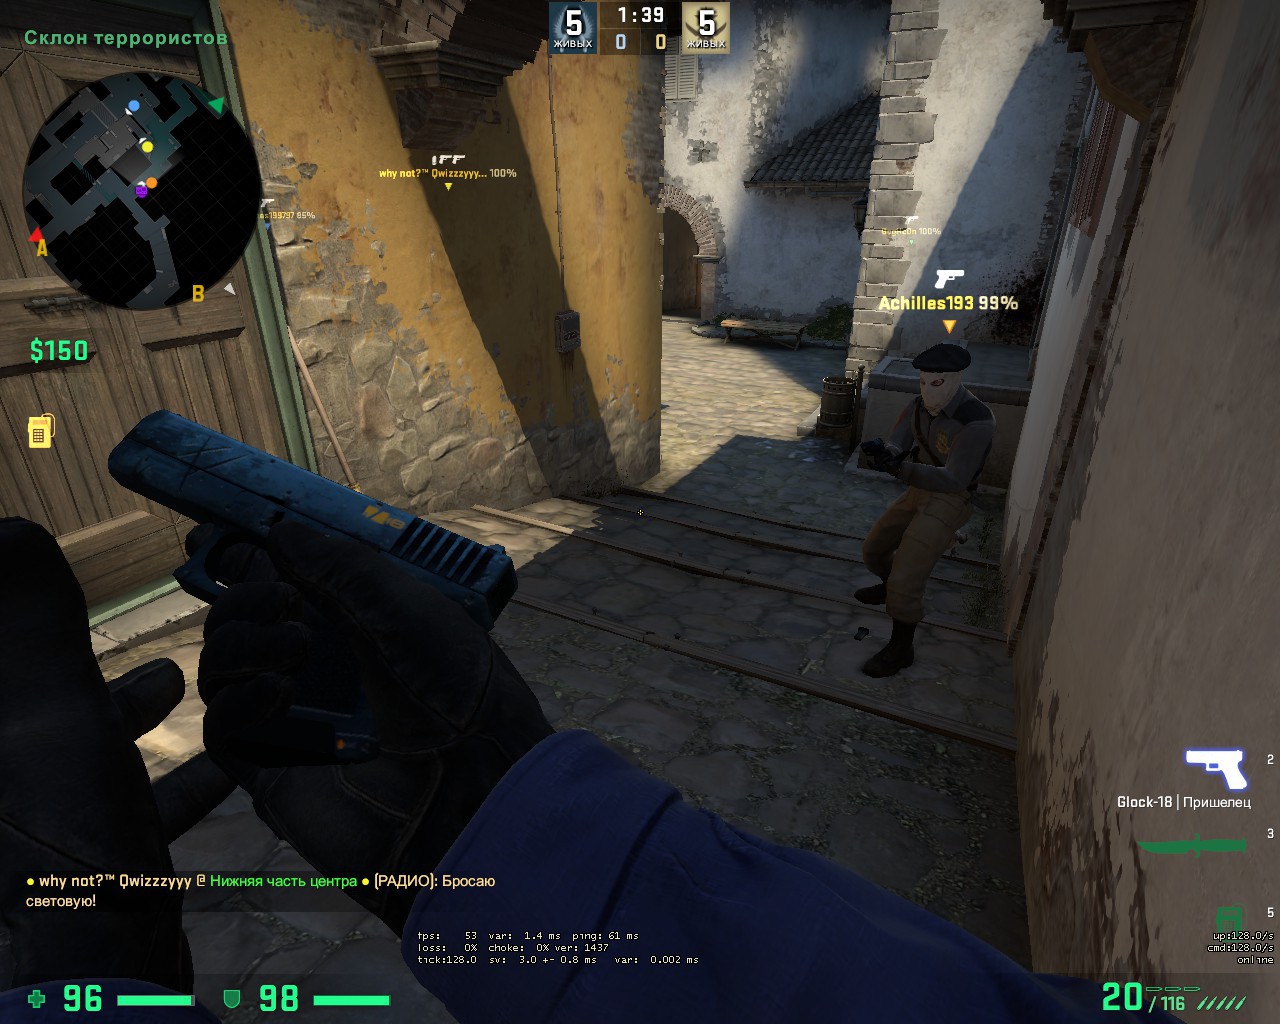 Склон террористов
5
живых
1:39
0 0
5
живых
why not?™ Qwizzzyyy... 100%
Achilles193 99%
A
B
$150
2
Glock-18 | Пришелец
3
● why not?™ Qwizzzyyy @ Нижняя часть центра ● (РАДИО): Бросаю
световую!
5
fps: 53 var: 1.4 ms ping: 61 ms
loss: 0% choke: 0% ver: 1437
tick:128.0 sv: 3.0 +- 0.8 ms var: 0.002 ms
up:128.0/s
cmd:128.0/s
online
96
98
20 / 116